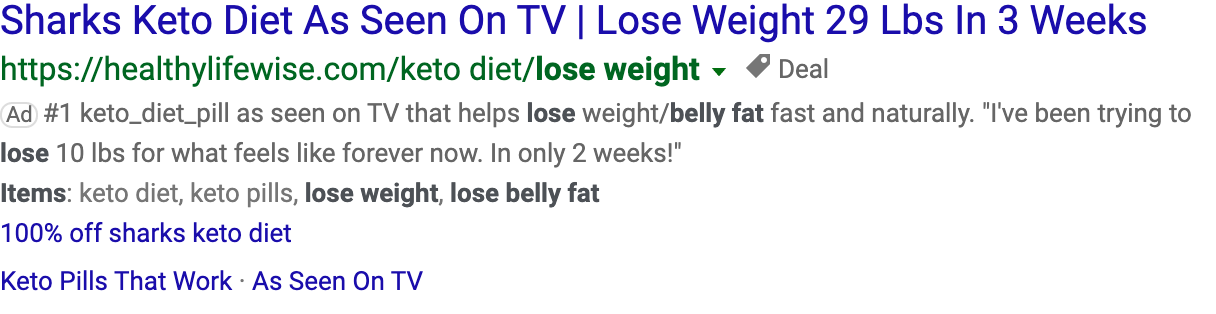 Sharks Keto Diet As Seen On TV | Lose Weight 29 Lbs In 3 Weeks
https://healthylifewise.com/keto diet/lose weight ▾ Deal
Ad #1 keto_diet_pill as seen on TV that helps lose weight/belly fat fast and naturally. "I've been trying to
lose 10 lbs for what feels like forever now. In only 2 weeks!"
Items: keto diet, keto pills, lose weight, lose belly fat
100% off sharks keto diet
Keto Pills That Work · As Seen On TV